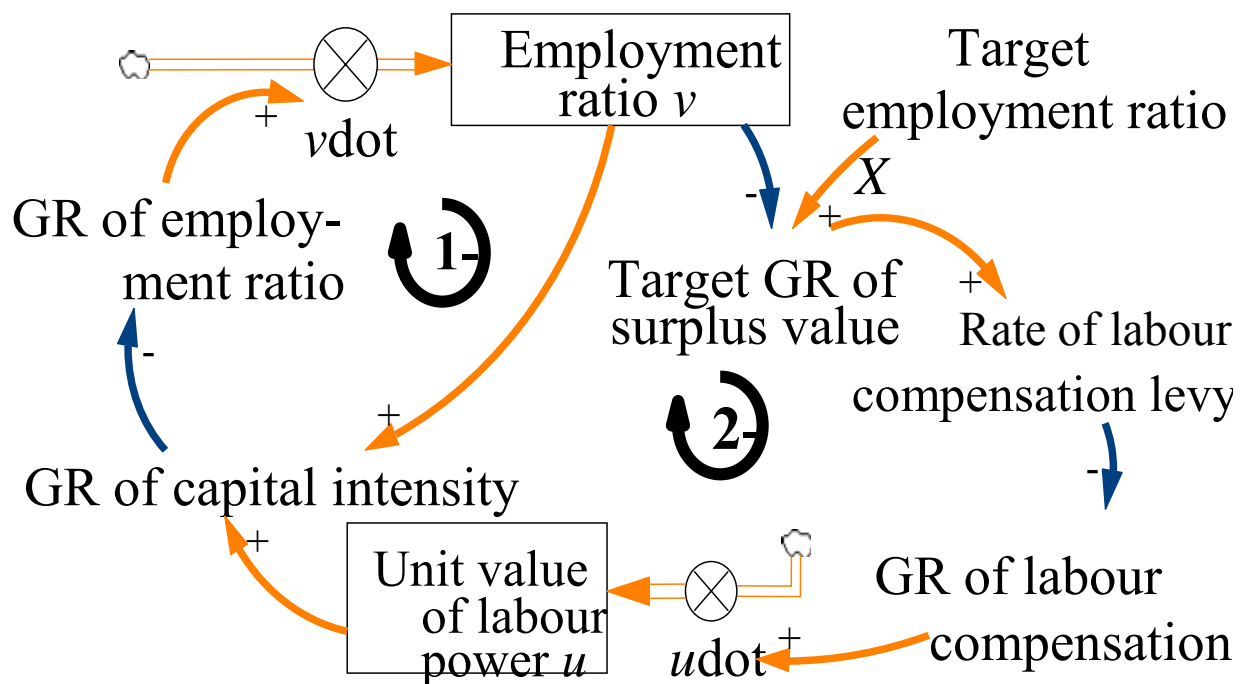 Employment
ratio v
Target
employment ratio
+
vdot
X
-
+
GR of employ-
ment ratio
1-
Target GR of
surplus value
+
Rate of labour
compensation levy
-
2-
+
-
GR of capital intensity
+
Unit value
of labour
power u
GR of labour
compensation
udot
+